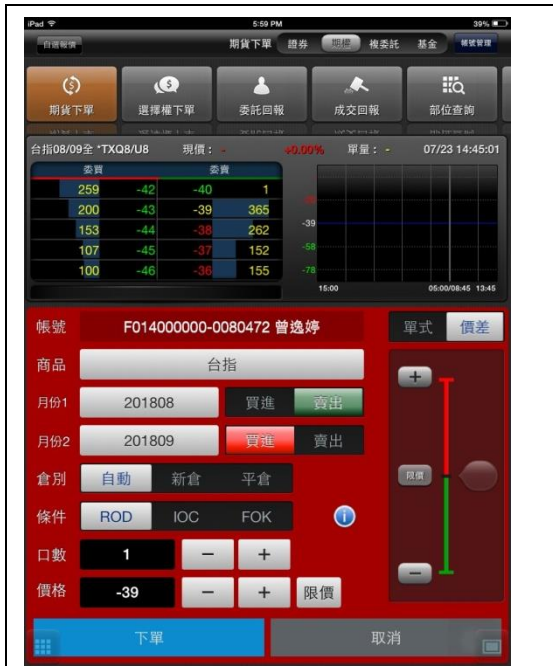 iPad 5:59 PM 39%
自選報價 期貨下單 證券 期權 複委託 基金 帳號管理
期貨下單 選擇權下單 委託回報 成交回報 部位查詢
台指08/09全 *TXQ8/U8 現價： - +0.00% 單量： - 07/23 14:45:01
委買 委賣
259 -42 -40 1
200 -43 -39 365
153 -44 -38 262
107 -45 -37 152
100 -46 -36 155
-39
-58
-78
15:00 05:00/08:45 13:45
帳號 F014000000-0080472 曾逸婷 單式 價差
商品 台指
月份1 201808 買進 賣出
月份2 201809 買進 賣出
倉別 自動 新倉 平倉 限價
條件 ROD IOC FOK
口數 1 − +
價格 -39 − + 限價
下單 取消